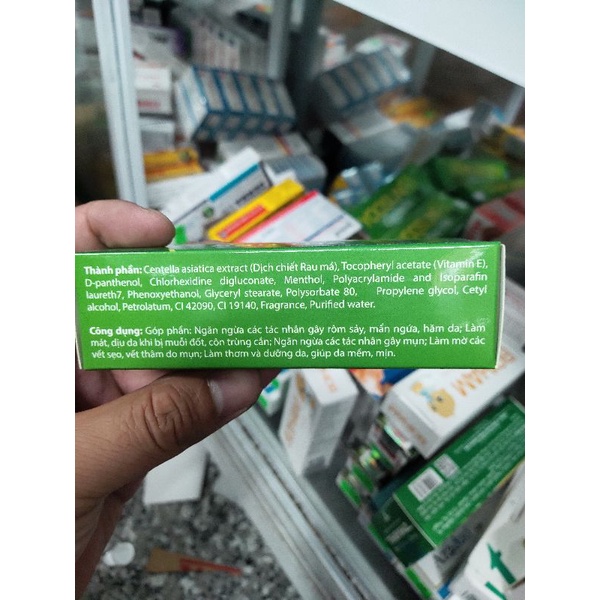 Thành phần: Centella asiatica extract (Dịch chiết Rau má), Tocopheryl acetate (Vitamin E),
D-panthenol, Chlorhexidine digluconate, Menthol, Polyacrylamide and Isoparafin
laureth7, Phenoxyethanol, Glyceryl stearate, Polysorbate 80, Propylene glycol, Cetyl
alcohol, Petrolatum, CI 42090, CI 19140, Fragrance, Purified water.
Công dụng: Góp phần: Ngăn ngừa các tác nhân gây rôm sảy, mẩn ngứa, hăm da; Làm
mát, dịu da khi bị muỗi đốt, côn trùng cắn; Ngăn ngừa các tác nhân gây mụn; Làm mờ các
vết sẹo, vết thâm do mụn; Làm thơm và dưỡng da, giúp da mềm, mịn.